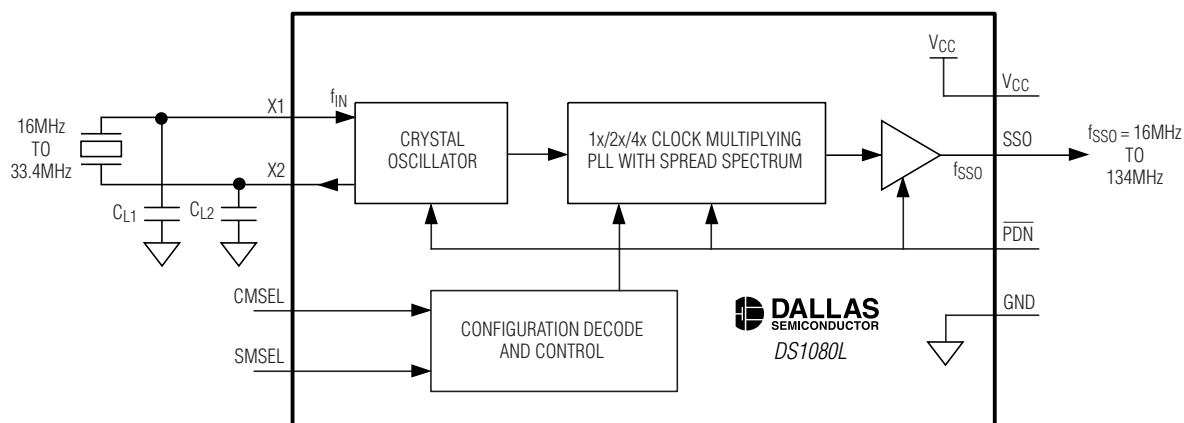 V_CC
V_CC
X1
f_IN
16MHz
TO
33.4MHz
CRYSTAL
OSCILLATOR
1x/2x/4x CLOCK MULTIPLYING
PLL WITH SPREAD SPECTRUM
SSO
f_SSO
f_SSO = 16MHz
TO
134MHz
X2
C_L1
C_L2
PDN
CMSEL
SMSEL
CONFIGURATION DECODE
AND CONTROL
DALLAS
SEMICONDUCTOR
DS1080L
GND